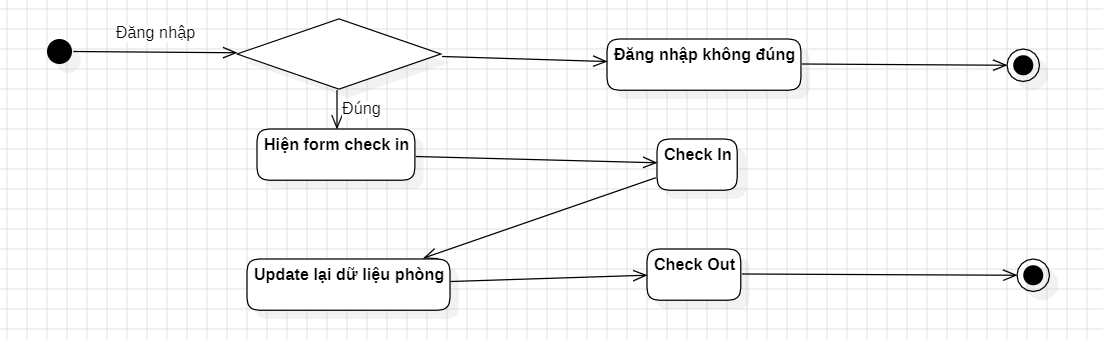 Đăng nhập
Đăng nhập không đúng
Đúng
Hiện form check in
Check In
Update lại dữ liệu phòng
Check Out